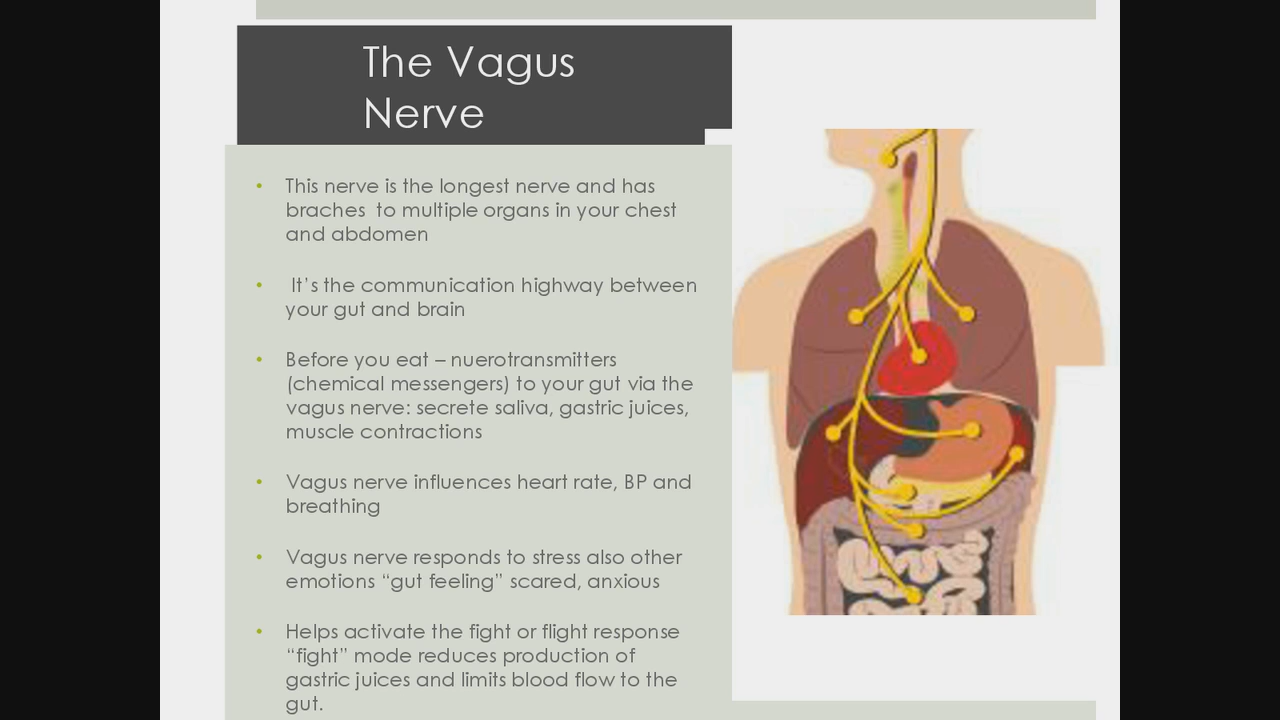 The Vagus
Nerve
• This nerve is the longest nerve and has
braches  to multiple organs in your chest
and abdomen
•  It's the communication highway between
your gut and brain
• Before you eat – nuerotransmitters
(chemical messengers) to your gut via the
vagus nerve: secrete saliva, gastric juices,
muscle contractions
• Vagus nerve influences heart rate, BP and
breathing
• Vagus nerve responds to stress also other
emotions “gut feeling” scared, anxious
• Helps activate the fight or flight response
“fight” mode reduces production of
gastric juices and limits blood flow to the
gut.